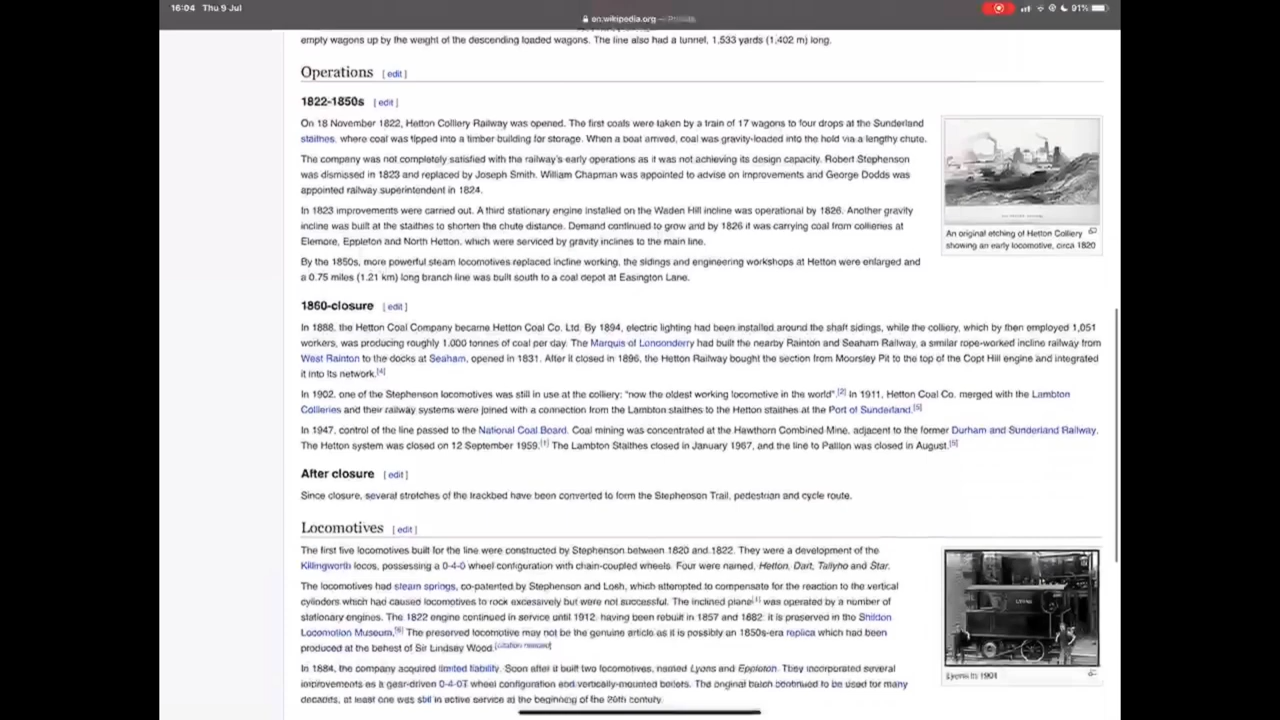 16:04 Thu 9 Jul
91%
en.wikipedia.org — Private
empty wagons up by the weight of the descending loaded wagons. The line also had a tunnel, 1,533 yards (1,402 m) long.
Operations [ edit ]
1822-1850s [ edit ]
On 18 November 1822, Hetton Colliery Railway was opened. The first coals were taken by a train of 17 wagons to four drops at the Sunderland
staithes, where coal was tipped into a timber building for storage. When a boat arrived, coal was gravity-loaded into the hold via a lengthy chute.
The company was not completely satisfied with the railway's early operations as it was not achieving its design capacity. Robert Stephenson
was dismissed in 1823 and replaced by Joseph Smith. William Chapman was appointed to advise on improvements and George Dodds was
appointed railway superintendent in 1824.
In 1823 improvements were carried out. A third stationary engine installed on the Waden Hill incline was operational by 1826. Another gravity
incline was built at the staithes to shorten the chute distance. Demand continued to grow and by 1826 it was carrying coal from collieries at
Elemore, Eppleton and North Hetton, which were serviced by gravity inclines to the main line.
By the 1850s, more powerful steam locomotives replaced incline working, the sidings and engineering workshops at Hetton were enlarged and
a 0.75 miles (1.21 km) long branch line was built south to a coal depot at Easington Lane.
An original etching of Hetton Colliery
showing an early locomotive, circa 1820
1860-closure [ edit ]
In 1888, the Hetton Coal Company became Hetton Coal Co. Ltd. By 1894, electric lighting had been installed around the shaft sidings, while the colliery, which by then employed 1,051
workers, was producing roughly 1,000 tonnes of coal per day. The Marquis of Londonderry had built the nearby Rainton and Seaham Railway, a similar rope-worked incline railway from
West Rainton to the docks at Seaham, opened in 1831. After it closed in 1896, the Hetton Railway bought the section from Moorsley Pit to the top of the Copt Hill engine and integrated
it into its network.[4]
In 1902, one of the Stephenson locomotives was still in use at the colliery; "now the oldest working locomotive in the world".[2] In 1911, Hetton Coal Co. merged with the Lambton
Collieries and their railway systems were joined with a connection from the Lambton staithes to the Hetton staithes at the Port of Sunderland.[5]
In 1947, control of the line passed to the National Coal Board. Coal mining was concentrated at the Hawthorn Combined Mine, adjacent to the former Durham and Sunderland Railway.
The Hetton system was closed on 12 September 1959.[1] The Lambton Staithes closed in January 1967, and the line to Pallion was closed in August.[5]
After closure [ edit ]
Since closure, several stretches of the trackbed have been converted to form the Stephenson Trail, pedestrian and cycle route.
Locomotives [ edit ]
The first five locomotives built for the line were constructed by Stephenson between 1820 and 1822. They were a development of the
Killingworth locos, possessing a 0-4-0 wheel configuration with chain-coupled wheels. Four were named, Hetton, Dart, Tallyho and Star.
The locomotives had steam springs, co-patented by Stephenson and Losh, which attempted to compensate for the reaction to the vertical
cylinders which had caused locomotives to rock excessively but were not successful. The inclined plane[1] was operated by a number of
stationary engines. The 1822 engine continued in service until 1912, having been rebuilt in 1857 and 1882; it is preserved in the Shildon
Locomotion Museum.[6] The preserved locomotive may not be the genuine article as it is possibly an 1850s-era replica which had been
produced at the behest of Sir Lindsay Wood.[citation needed]
In 1884, the company acquired limited liability. Soon after it built two locomotives, named Lyons and Eppleton. They incorporated several
improvements as a gear-driven 0-4-0T wheel configuration and vertically-mounted boilers. The original batch continued to be used for many
decades, at least one was still in active service at the beginning of the 20th century.
LYONS
Lyons in 1901